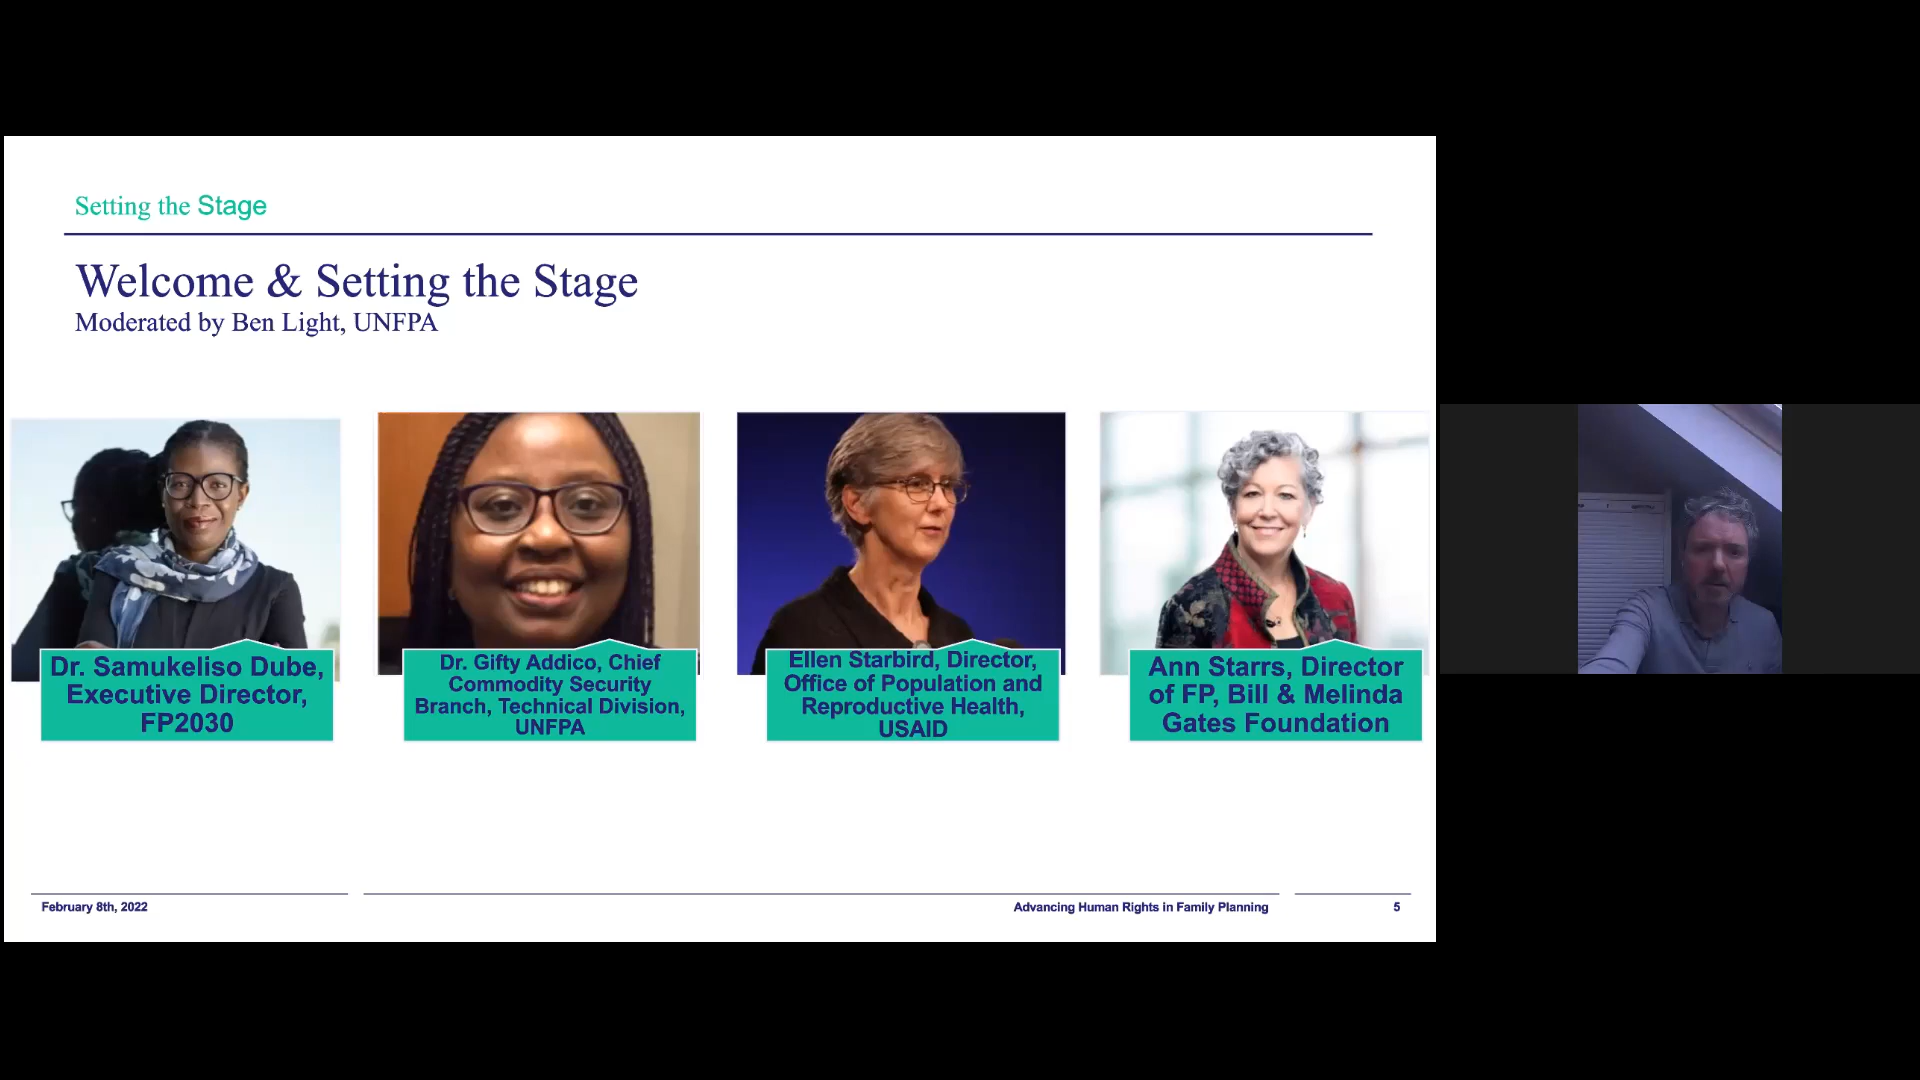 Setting the Stage
Welcome & Setting the Stage
Moderated by Ben Light, UNFPA
Dr. Samukeliso Dube,
Executive Director,
FP2030
Dr. Gifty Addico, Chief
Commodity Security
Branch, Technical Division,
UNFPA
Ellen Starbird, Director,
Office of Population and
Reproductive Health,
USAID
Ann Starrs, Director
of FP, Bill & Melinda
Gates Foundation
February 8th, 2022
Advancing Human Rights in Family Planning
5